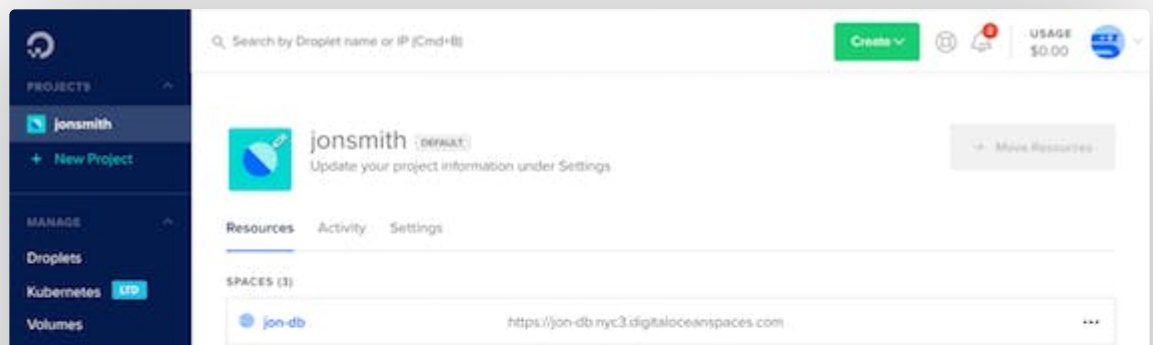 Search by Droplet name or IP (Cmd+B)
Create
USAGE
$0.00
PROJECTS
jonsmith
+ New Project
MANAGE
Droplets
Kubernetes LTD
Volumes
jonsmith DEFAULT
Update your project information under Settings
→ Move Resources
Resources Activity Settings
SPACES (3)
jon-db https://jon-db.nyc3.digitaloceanspaces.com ...